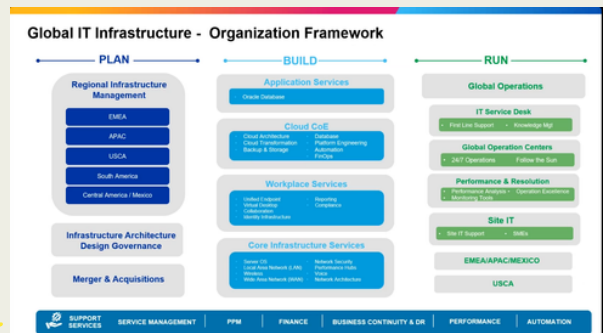 Global IT Infrastructure - Organization Framework
PLAN
Regional Infrastructure
Management
EMEA
APAC
USCA
South America
Central America / Mexico
Infrastructure Architecture
Design Governance
Merger & Acquisitions
BUILD
Application Services
Oracle Database
Cloud CoE
Cloud Architecture
Cloud Transformation
Backup & Storage
Database
Platform Engineering
Automation
FinOps
Workplace Services
Unified Endpoint
Virtual Desktop
Collaboration
Identity Infrastructure
Reporting
Compliance
Core Infrastructure Services
Server OS
Local Area Network (LAN)
Wireless
Wide Area Network (WAN)
Network Security
Performance Hubs
Voice
Network Architecture
RUN
Global Operations
IT Service Desk
First Line Support
Knowledge Mgt
Global Operation Centers
24/7 Operations
Follow the Sun
Performance & Resolution
Performance Analysis
Monitoring Tools
Operation Excellence
Site IT
Site IT Support
SMEs
EMEA/APAC/MEXICO
USCA
SUPPORT
SERVICES
SERVICE MANAGEMENT
PPM
FINANCE
BUSINESS CONTINUITY & DR
PERFORMANCE
AUTOMATION